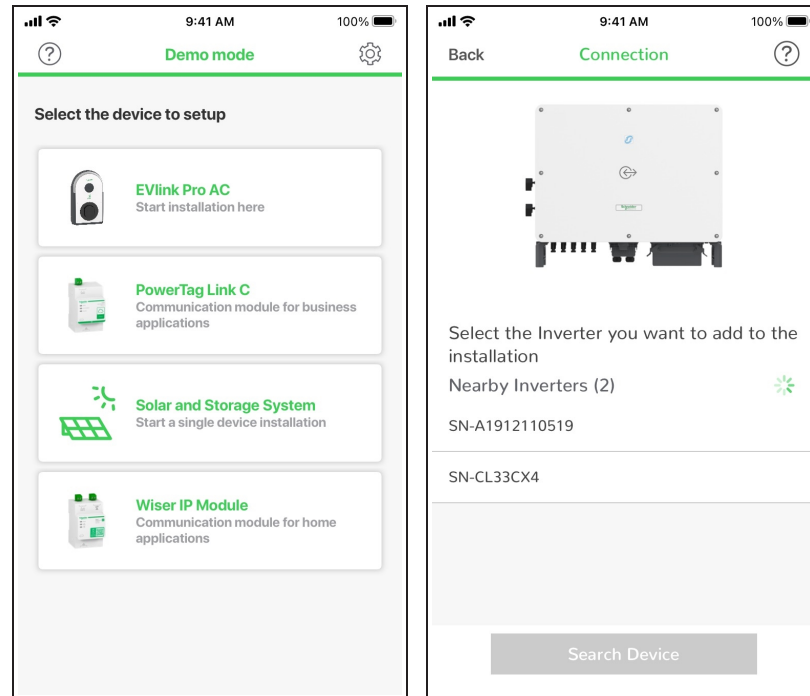 9:41 AM
100%
?
Demo mode
Select the device to setup
EVlink Pro AC
Start installation here
PowerTag Link C
Communication module for business
applications
Solar and Storage System
Start a single device installation
Wiser IP Module
Communication module for home
applications
9:41 AM
100%
Back
Connection
?
Schneider
Select the Inverter you want to add to the
installation
Nearby Inverters (2)
SN-A1912110519
SN-CL33CX4
Search Device